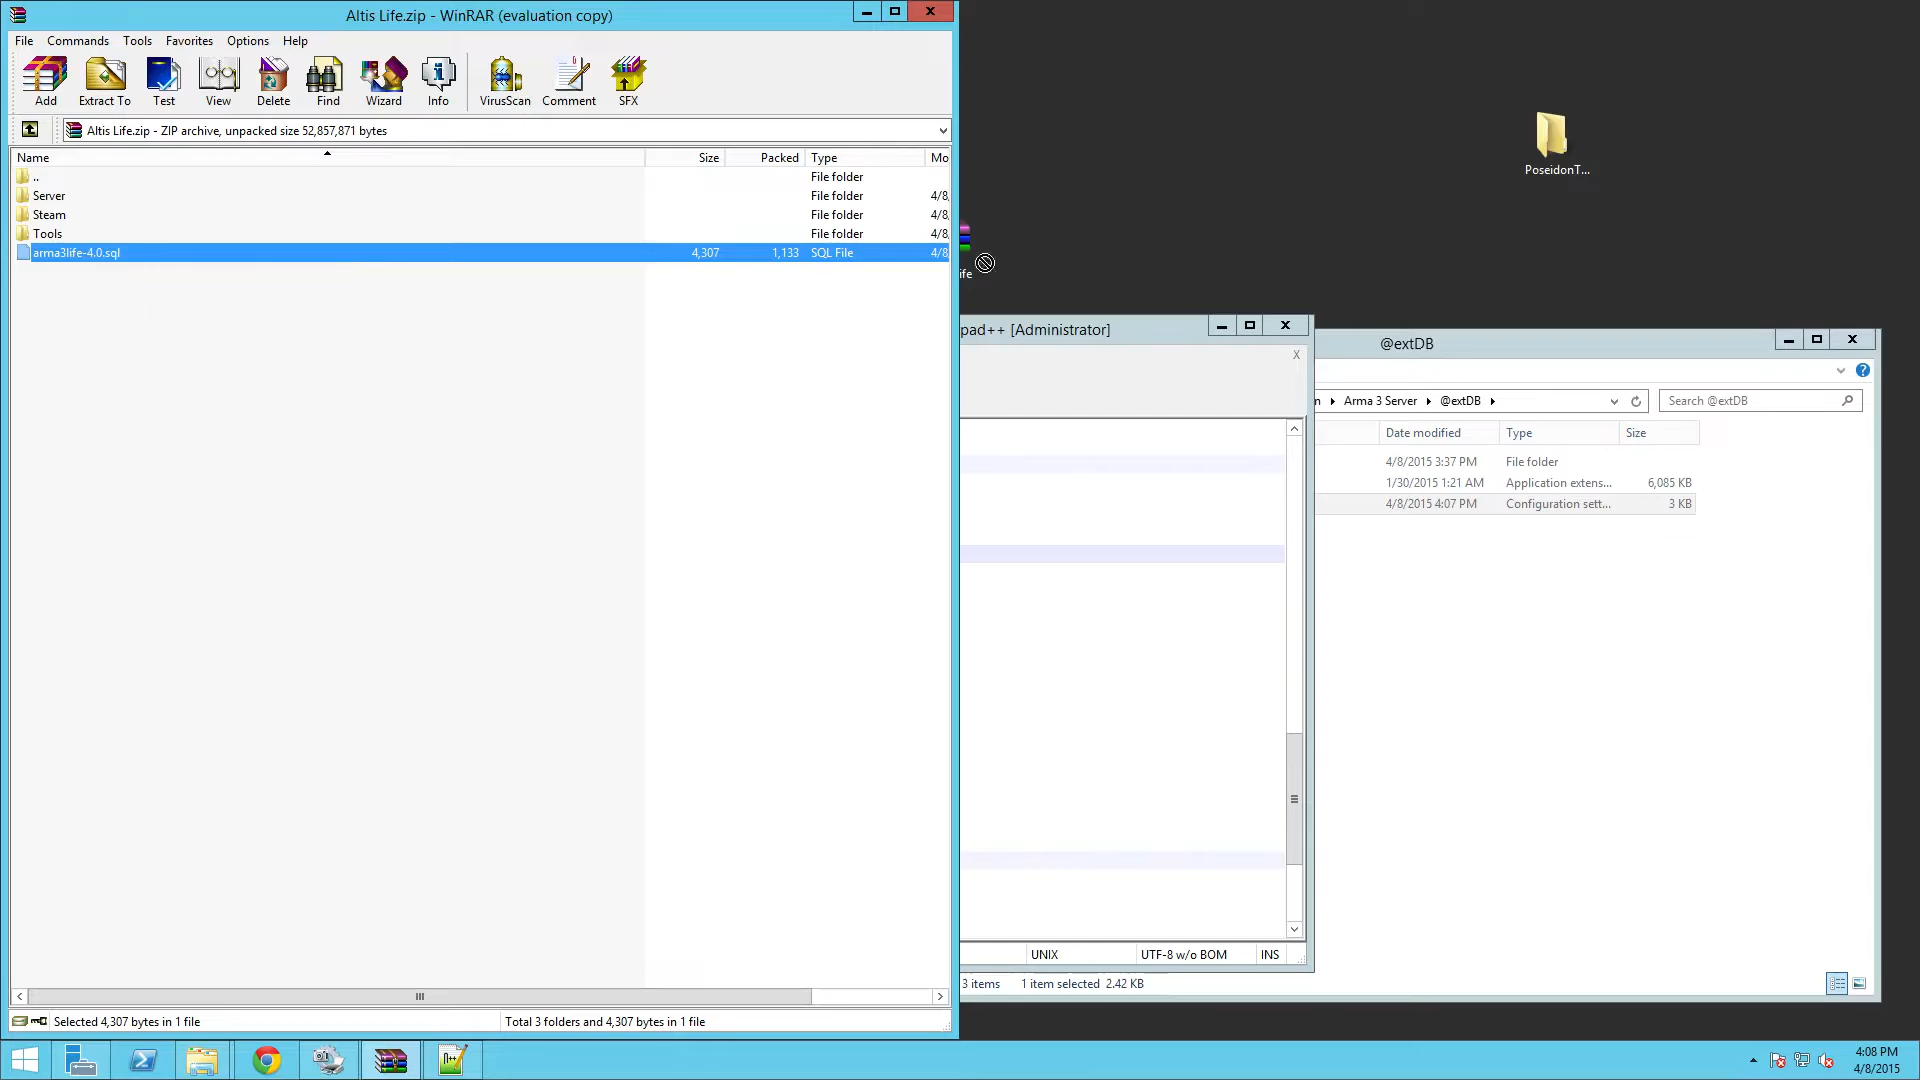 Altis Life.zip - WinRAR (evaluation copy)
File Commands Tools Favorites Options Help
Add Extract To Test View Delete Find Wizard Info VirusScan Comment SFX
Altis Life.zip - ZIP archive, unpacked size 52,857,871 bytes
Name Size Packed Type Mo
.. File folder
Server File folder 4/8,
Steam File folder 4/8,
Tools File folder 4/8,
arma3life-4.0.sql 4,307 1,133 SQL File 4/8,
Selected 4,307 bytes in 1 file Total 3 folders and 4,307 bytes in 1 file
PoseidonT...
ife
pad++ [Administrator]
X
UNIX UTF-8 w/o BOM INS
@extDB
n Arma 3 Server @extDB Search @extDB
Date modified Type Size
4/8/2015 3:37 PM File folder
1/30/2015 1:21 AM Application extens... 6,085 KB
4/8/2015 4:07 PM Configuration sett... 3 KB
3 items 1 item selected 2.42 KB
4:08 PM
4/8/2015